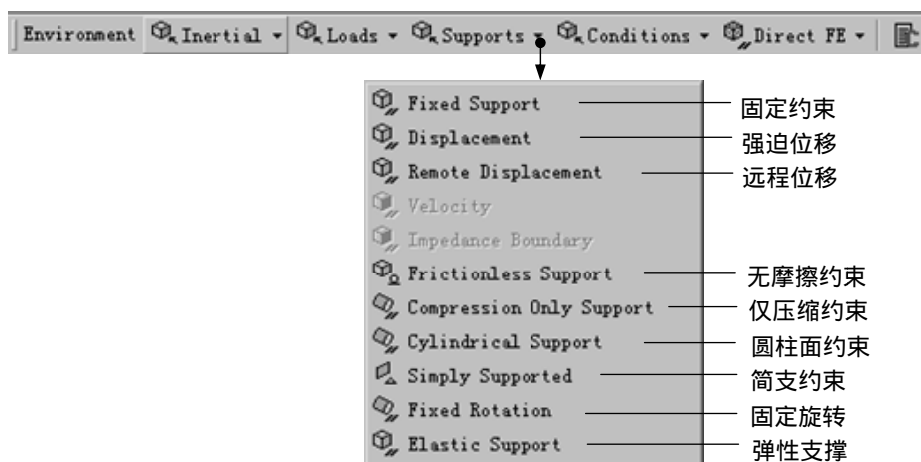 Environment Inertial Loads Supports Conditions Direct FE
Fixed Support 固定约束
Displacement 强迫位移
Remote Displacement 远程位移
Velocity
Impedance Boundary
Frictionless Support 无摩擦约束
Compression Only Support 仅压缩约束
Cylindrical Support 圆柱面约束
Simply Supported 简支约束
Fixed Rotation 固定旋转
Elastic Support 弹性支撑